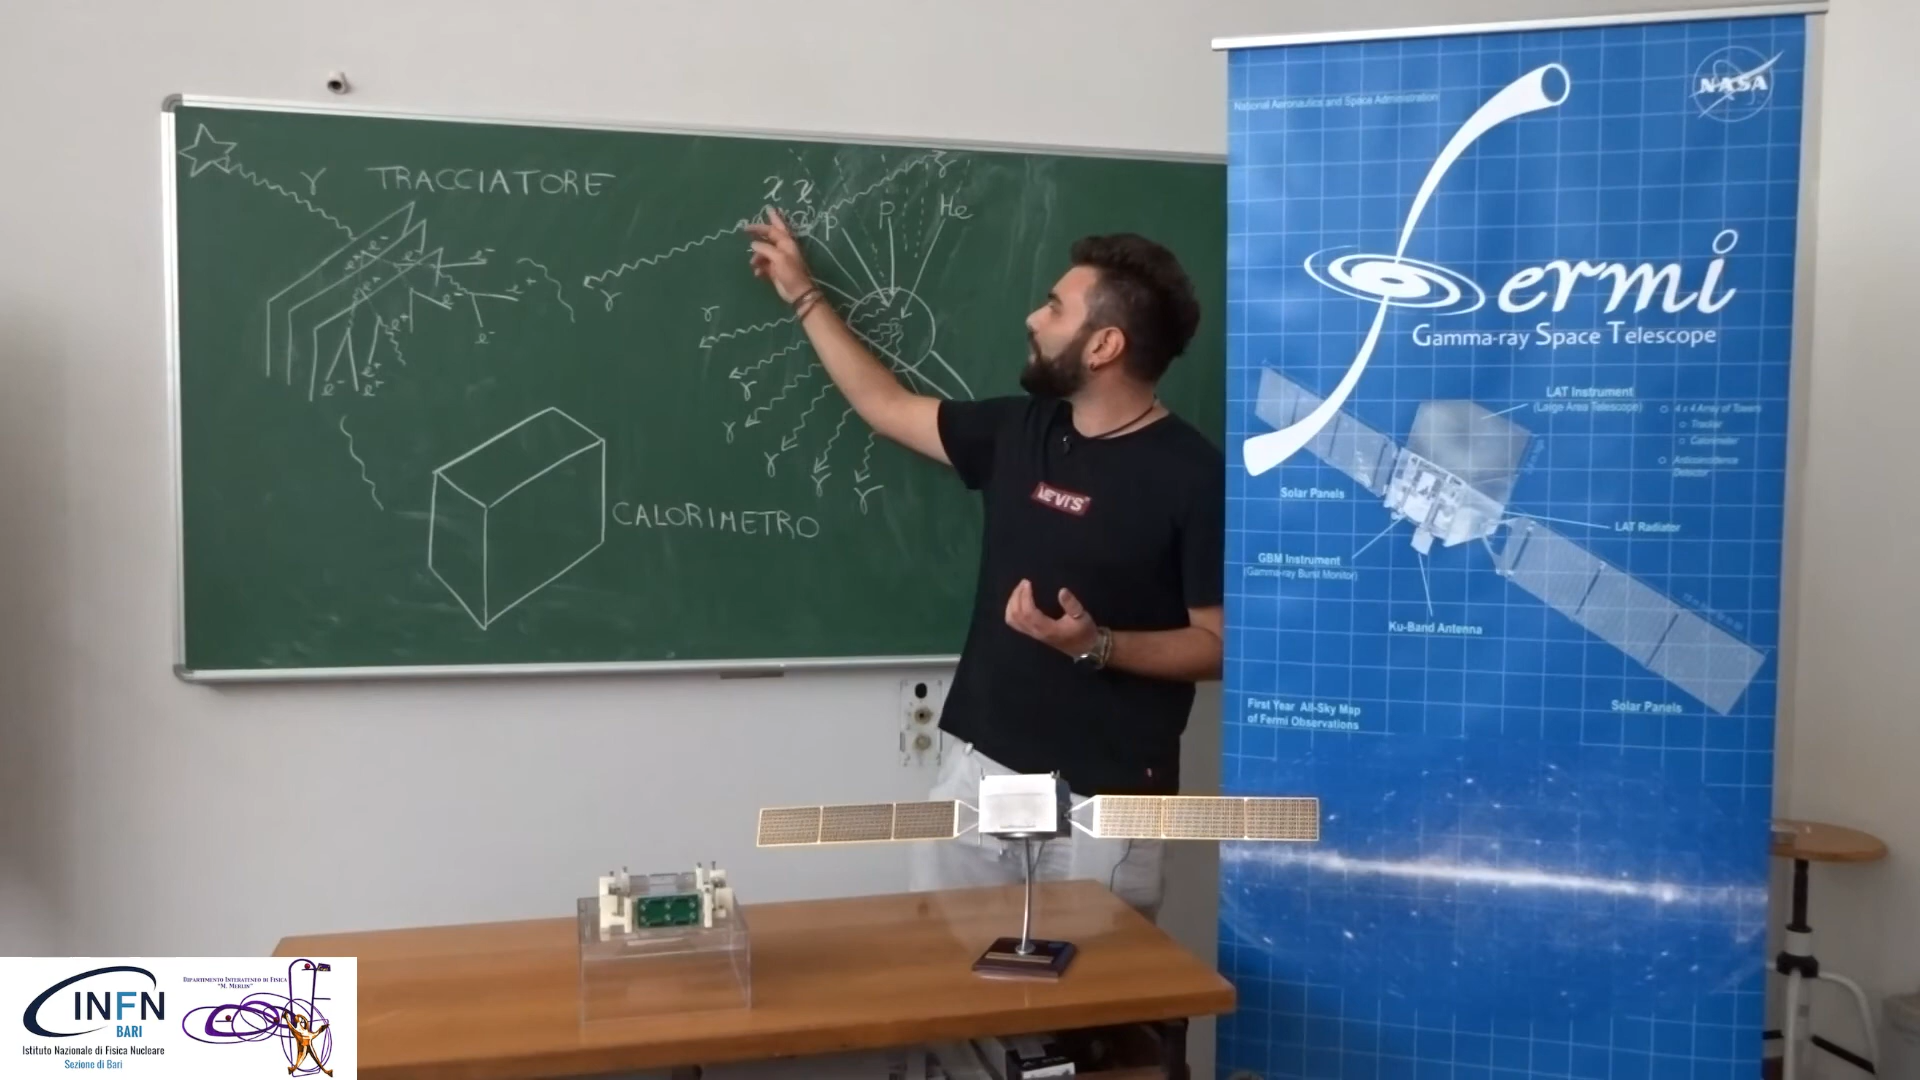 γ TRACCIATORE
χ χ
p p He
γ
γ
e⁻
e⁺
e⁻
e⁺
e⁻
e⁻
e⁺
e⁺
γ
γ
γ
γ
γ
γ
CALORIMETRO
LEVI'S
NASA
National Aeronautics and Space Administration
Fermi
Gamma-ray Space Telescope
LAT Instrument
(Large Area Telescope)
4 x 4 Array of Towers
Tracker
Calorimeter
Anticoincidence
Detector
Solar Panels
LAT Radiator
GBM Instrument
(Gamma-ray Burst Monitor)
Ku-Band Antenna
Solar Panels
First Year All-Sky Map
of Fermi Observations
INFN
BARI
Istituto Nazionale di Fisica Nucleare
Sezione di Bari
DIPARTIMENTO INTERATENEO DI FISICA
"M. MERLIN"